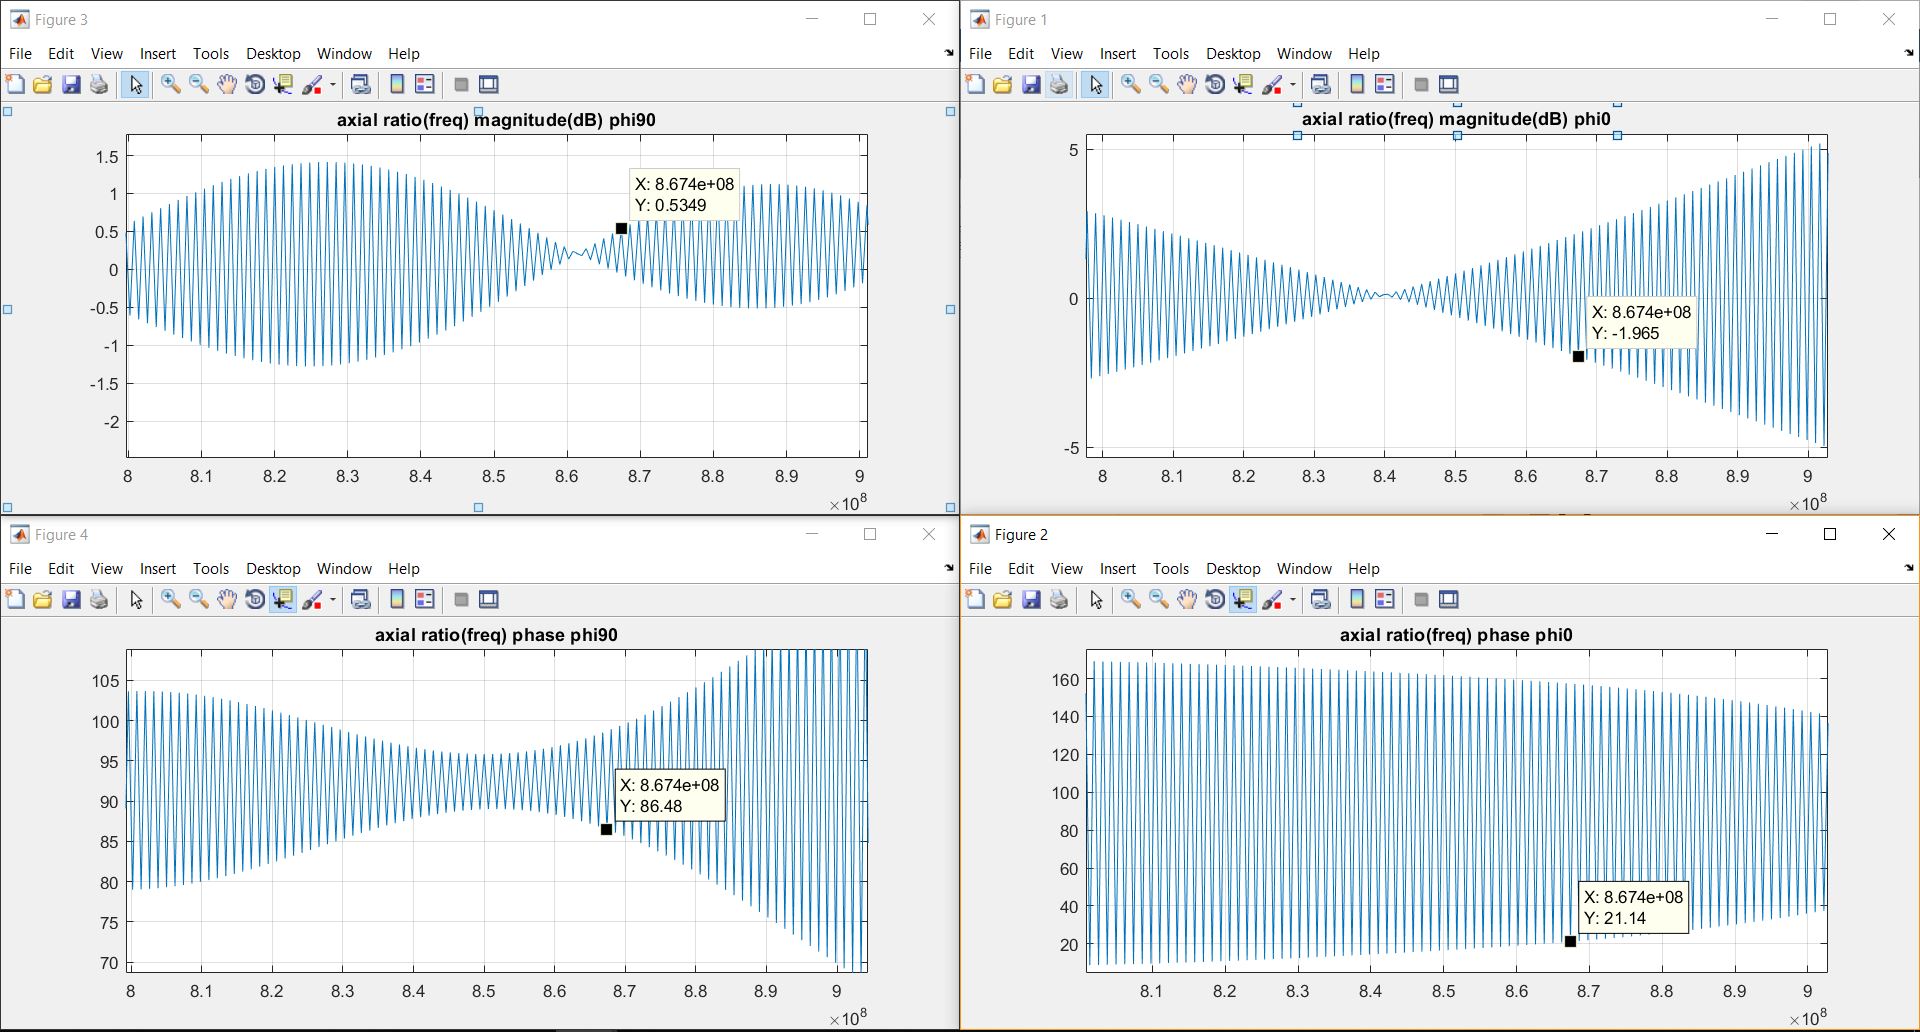 Figure 3
File Edit View Insert Tools Desktop Window Help
axial ratio(freq) magnitude(dB) phi90
1.5
1
0.5
0
-0.5
-1
-1.5
-2
X: 8.674e+08
Y: 0.5349
8 8.1 8.2 8.3 8.4 8.5 8.6 8.7 8.8 8.9 9
×10^8
Figure 1
File Edit View Insert Tools Desktop Window Help
axial ratio(freq) magnitude(dB) phi0
5
0
-5
X: 8.674e+08
Y: -1.965
8 8.1 8.2 8.3 8.4 8.5 8.6 8.7 8.8 8.9 9
×10^8
Figure 4
File Edit View Insert Tools Desktop Window Help
axial ratio(freq) phase phi90
105
100
95
90
85
80
75
70
X: 8.674e+08
Y: 86.48
8 8.1 8.2 8.3 8.4 8.5 8.6 8.7 8.8 8.9 9
×10^8
Figure 2
File Edit View Insert Tools Desktop Window Help
axial ratio(freq) phase phi0
160
140
120
100
80
60
40
20
X: 8.674e+08
Y: 21.14
8.1 8.2 8.3 8.4 8.5 8.6 8.7 8.8 8.9 9
×10^8